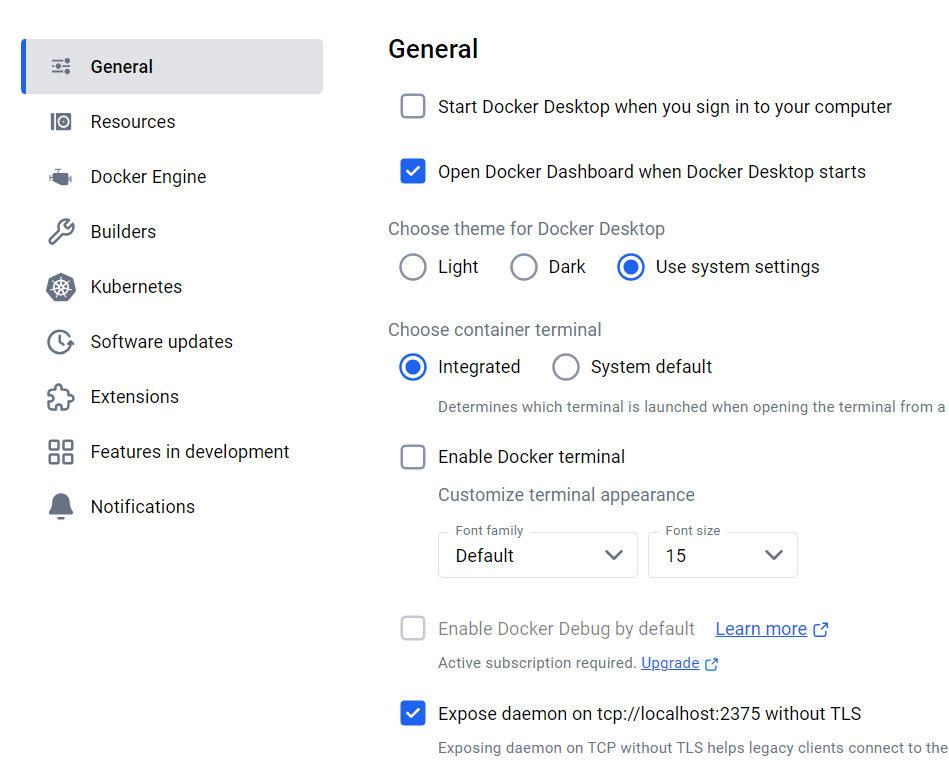 General
Resources
Docker Engine
Builders
Kubernetes
Software updates
Extensions
Features in development
Notifications
General
Start Docker Desktop when you sign in to your computer
Open Docker Dashboard when Docker Desktop starts
Choose theme for Docker Desktop
Light Dark Use system settings
Choose container terminal
Integrated System default
Determines which terminal is launched when opening the terminal from a
Enable Docker terminal
Customize terminal appearance
Font family Font size
Default 15
Enable Docker Debug by default Learn more
Active subscription required. Upgrade
Expose daemon on tcp://localhost:2375 without TLS
Exposing daemon on TCP without TLS helps legacy clients connect to the